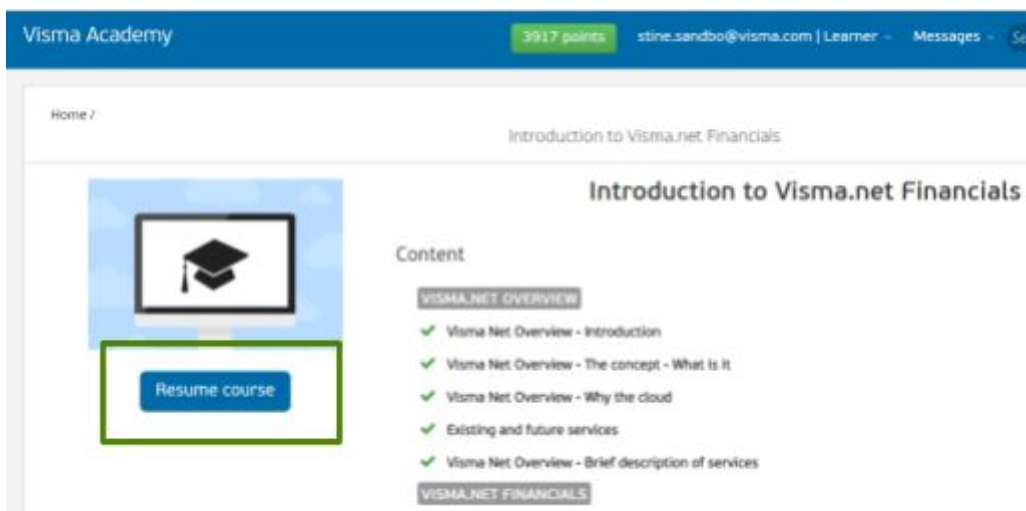 Visma Academy 3917 points stine.sandbo@visma.com | Learner Messages Se
Home /
Introduction to Visma.net Financials
Introduction to Visma.net Financials
Content
VISMA.NET OVERVIEW
Visma Net Overview - Introduction
Visma Net Overview - The concept - What is it
Resume course
Visma Net Overview - Why the cloud
Existing and future services
Visma Net Overview - Brief description of services
VISMA.NET FINANCIALS